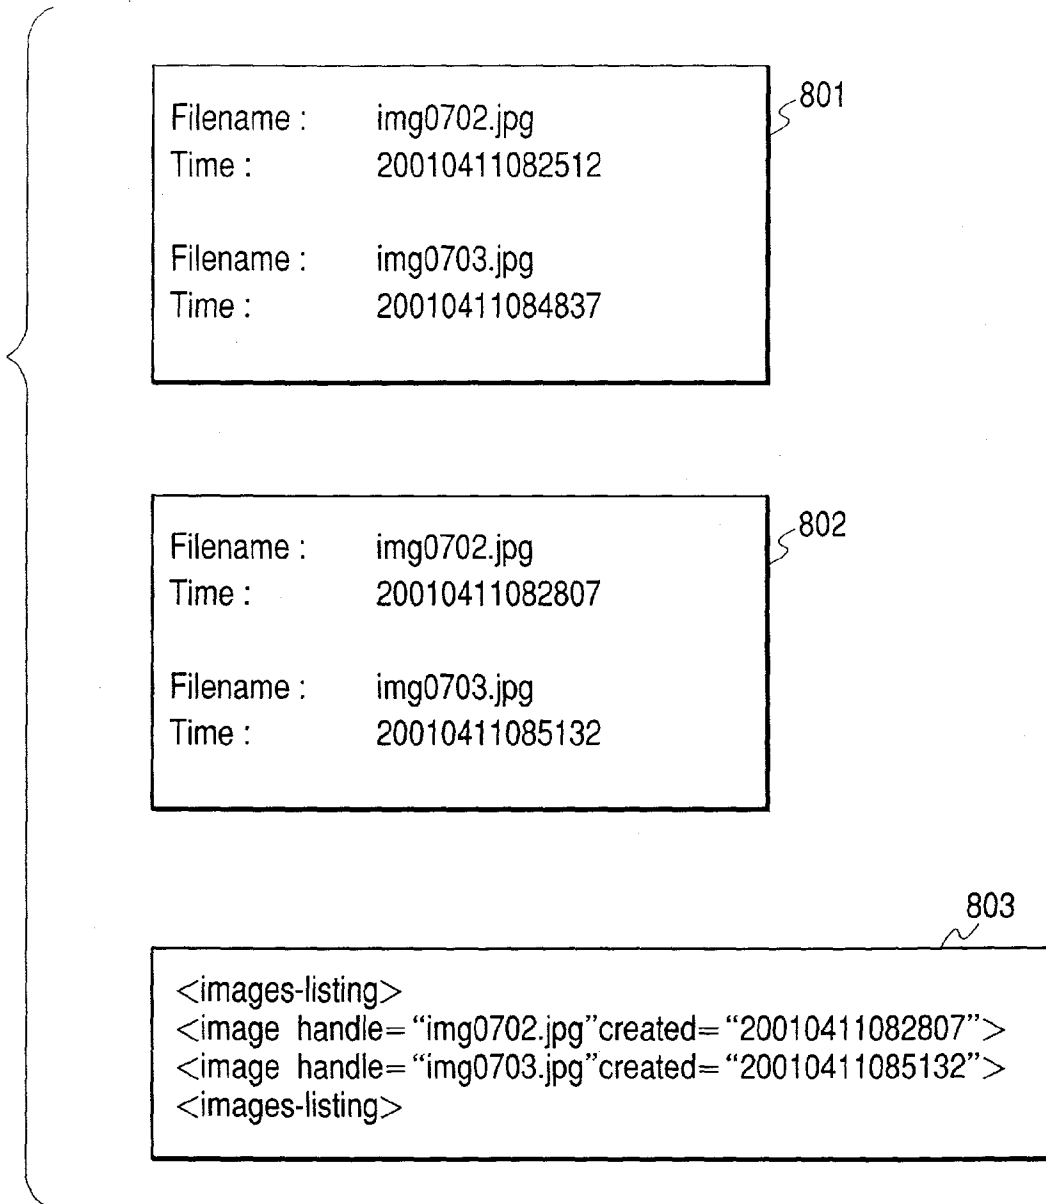 801
Filename : img0702.jpg
Time : 20010411082512
Filename : img0703.jpg
Time : 20010411084837
802
Filename : img0702.jpg
Time : 20010411082807
Filename : img0703.jpg
Time : 20010411085132
803
<images-listing>
<image handle=“img0702.jpg”created=“20010411082807”>
<image handle=“img0703.jpg”created=“20010411085132”>
<images-listing>